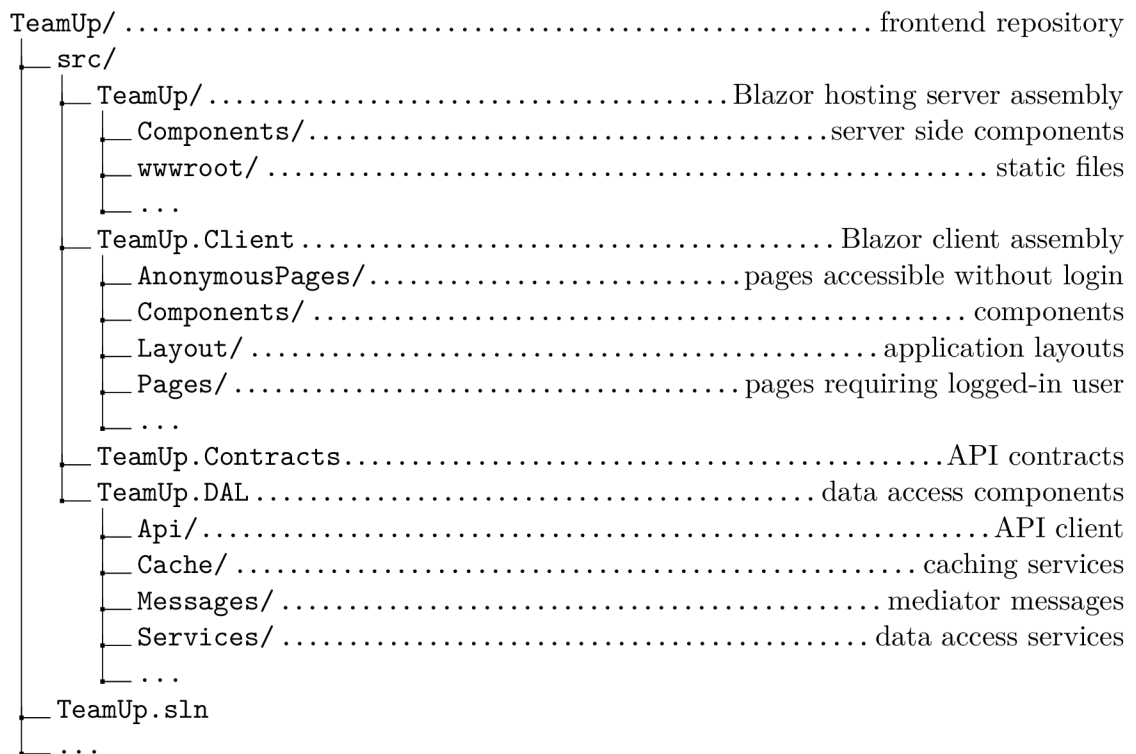 TeamUp/ ........................................................ frontend repository
src/
TeamUp/ ....................................... Blazor hosting server assembly
Components/ ....................................... server side components
wwwroot/ ...................................................... static files
...
TeamUp.Client ........................................ Blazor client assembly
AnonymousPages/ ............................ pages accessible without login
Components/ ................................................. components
Layout/ ............................................... application layouts
Pages/ ...................................... pages requiring logged-in user
...
TeamUp.Contracts ............................................. API contracts
TeamUp.DAL .......................................... data access components
Api/ ........................................................... API client
Cache/ ................................................... caching services
Messages/ ............................................. mediator messages
Services/ ............................................ data access services
...
TeamUp.sln
...